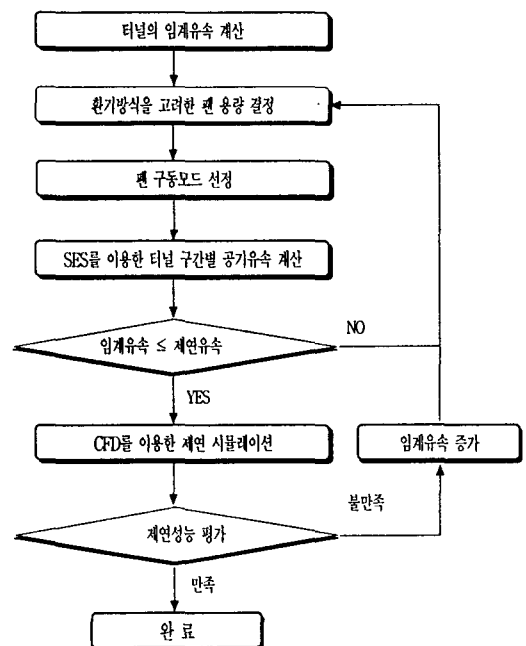 터널의 임계유속 계산
환기방식을 고려한 팬 용량 결정
팬 구동모드 선정
SES를 이용한 터널 구간별 공기유속 계산
임계유속 ≤ 제연유속
NO
YES
CFD를 이용한 제연 시뮬레이션
임계유속 증가
불만족
제연성능 평가
만족
완 료